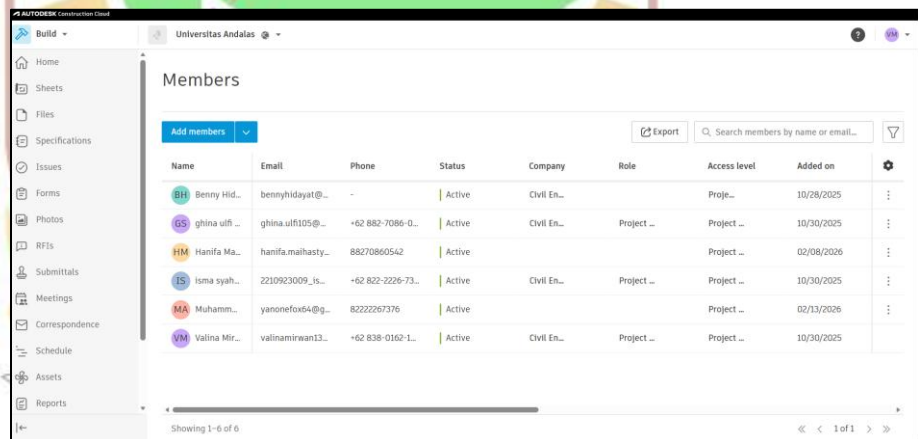 AUTODESK Construction Cloud
Build
Universitas Andalas
?
VM
Home
Sheets
Files
Specifications
Issues
Forms
Photos
RFIs
Submittals
Meetings
Correspondence
Schedule
Assets
Reports
Members
Add members
Export
Search members by name or email...
Name Email Phone Status Company Role Access level Added on
BH Benny Hid... bennyhidayat@... - Active Civil En... Proje... 10/28/2025
GS ghina ulfi ... ghina.ulfi105@... +62 882-7086-0... Active Civil En... Project ... Project ... 10/30/2025
HM Hanifa Ma... hanifa.maihasty... 88270860542 Active Project ... 02/08/2026
IS isma syah... 2210923009_is... +62 822-2226-73... Active Civil En... Project ... Project ... 10/30/2025
MA Muhamm... yanonefox64@g... 82222267376 Active Project ... 02/13/2026
VM Valina Mir... valinamirwan13... +62 838-0162-1... Active Civil En... Project ... Project ... 10/30/2025
Showing 1-6 of 6
1 of 1